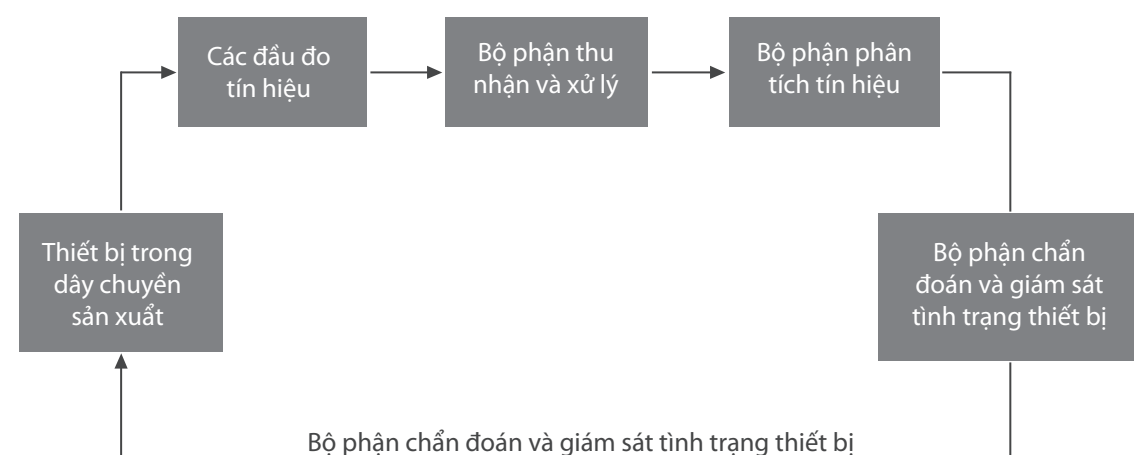 Các đầu đo
tín hiệu
Bộ phận thu
nhận và xử lý
Bộ phận phân
tích tín hiệu
Thiết bị trong
dây chuyền
sản xuất
Bộ phận chẩn
đoán và giám sát
tình trạng thiết bị
Bộ phận chẩn đoán và giám sát tình trạng thiết bị